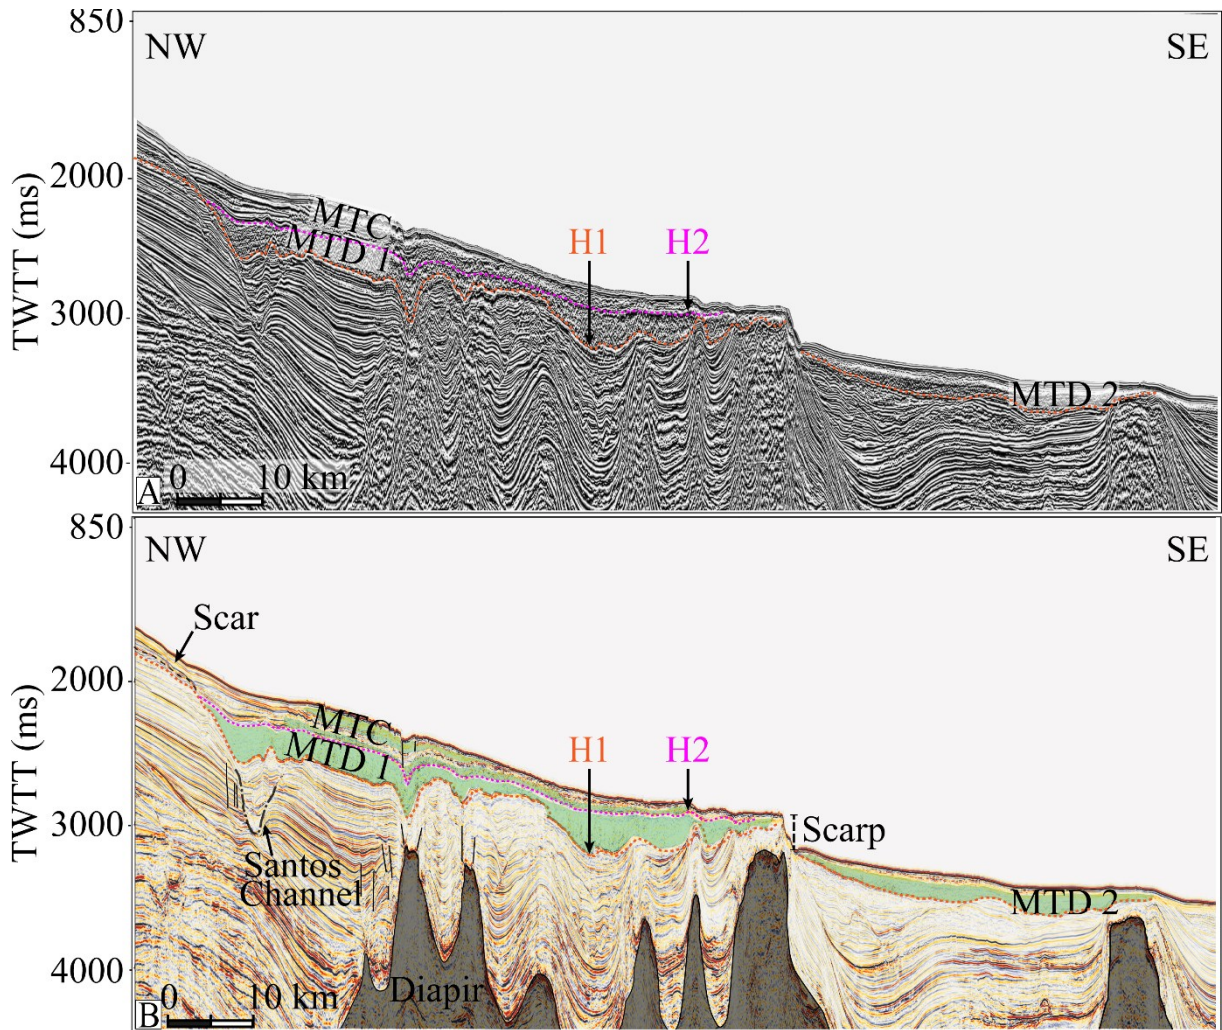 850
NW
SE
TWTT (ms)
2000
MTC
MTD 1
H1
H2
3000
MTD 2
4000
0
10 km
A
850
NW
SE
Scar
TWTT (ms)
2000
MTC
MTD 1
H1
H2
3000
Scarp
Santos
Channel
MTD 2
4000
Diapir
0
10 km
B